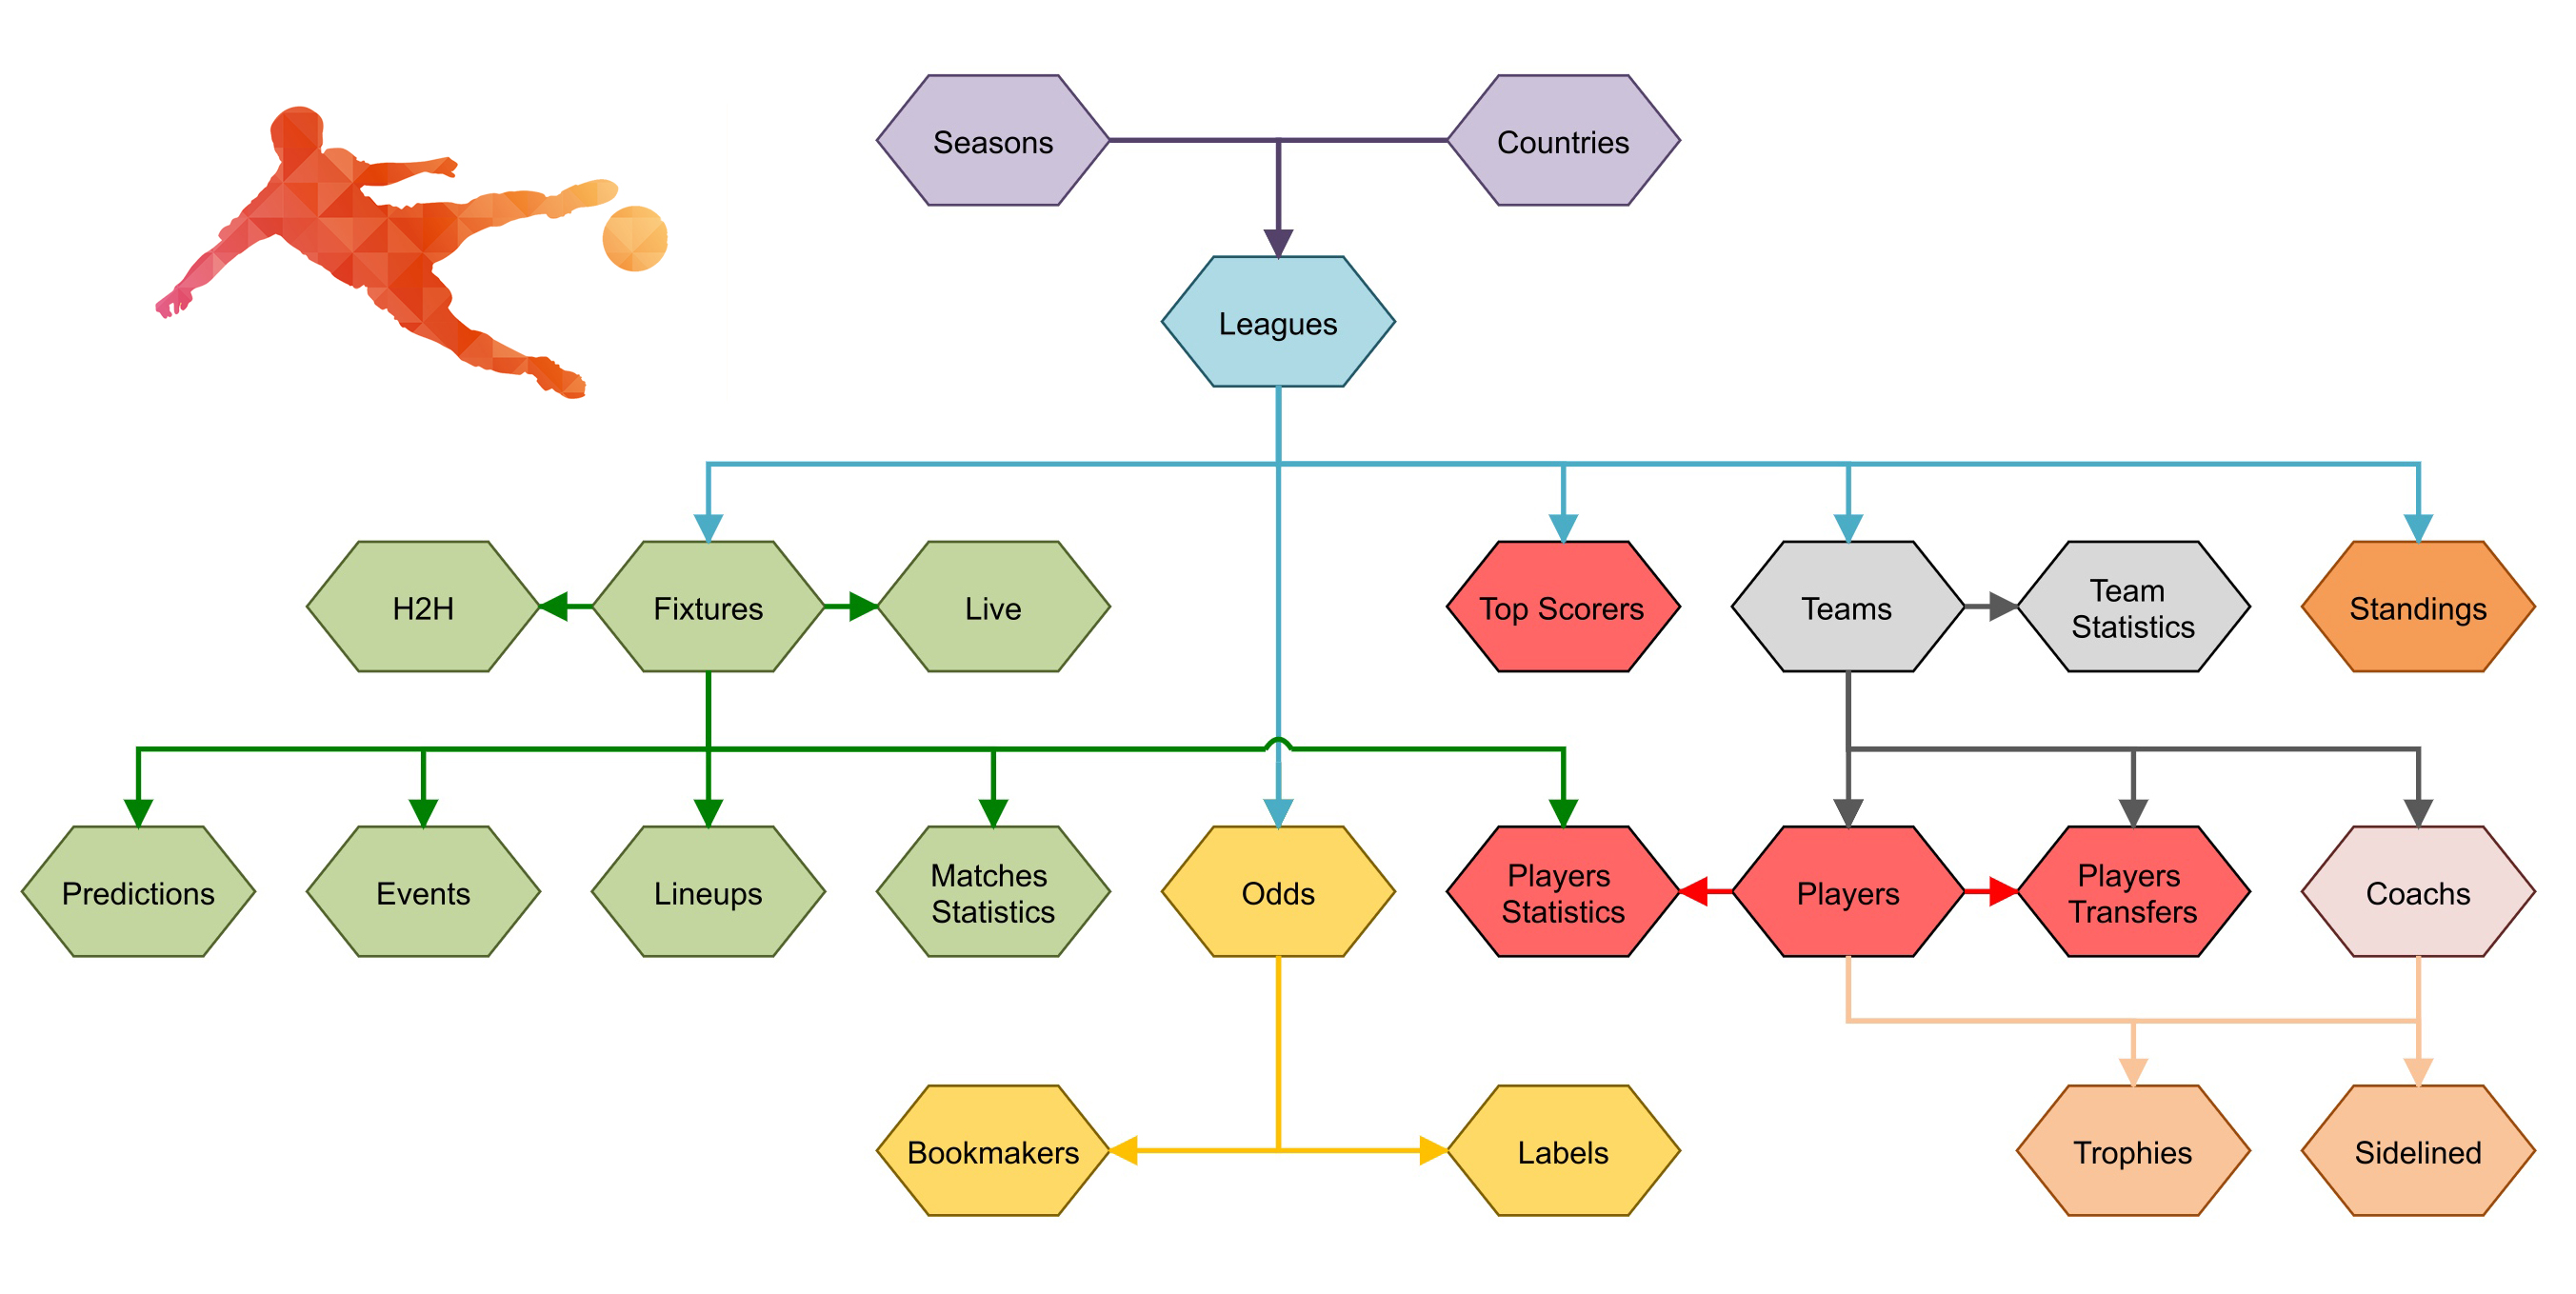 Seasons
Countries
Leagues
H2H
Fixtures
Live
Top Scorers
Teams
Team
Statistics
Standings
Predictions
Events
Lineups
Matches
Statistics
Odds
Players
Statistics
Players
Players
Transfers
Coachs
Bookmakers
Labels
Trophies
Sidelined